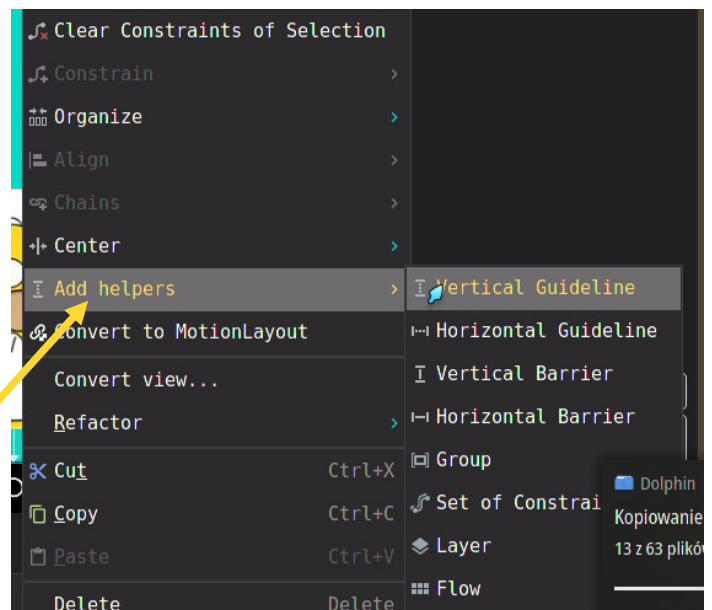 Clear Constraints of Selection
Constrain
Organize
Align
Chains
Center
Add helpers
Convert to MotionLayout
Convert view...
Refactor
Cut Ctrl+X
Copy Ctrl+C
Paste Ctrl+V
Delete Delete
Vertical Guideline
Horizontal Guideline
Vertical Barrier
Horizontal Barrier
Group
Set of Constrai
Layer
Flow
Dolphin
Kopiowanie
13 z 63 plików